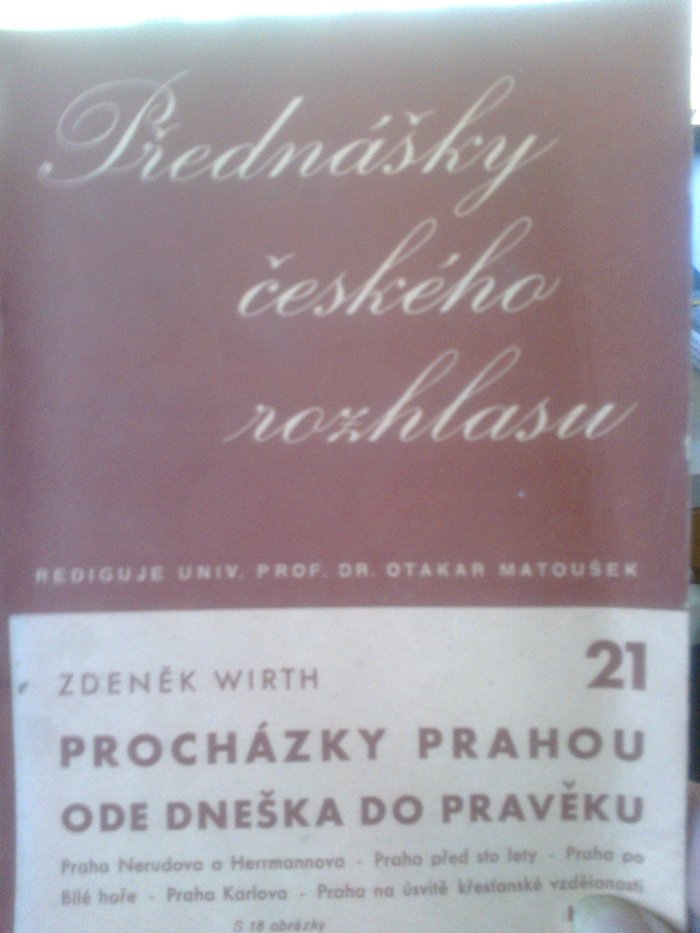 Přednášky
českého
rozhlasu
REDIGUJE UNIV. PROF. DR. OTAKAR MATOUŠEK
ZDENĚK WIRTH 21
PROCHÁZKY PRAHOU
ODE DNEŠKA DO PRAVĚKU
Praha Nerudova a Herrmannova - Praha před sto lety - Praha po
Bílé hoře - Praha Karlova - Praha na úsvitě křesťanské vzdělanosti
S 18 obrázky